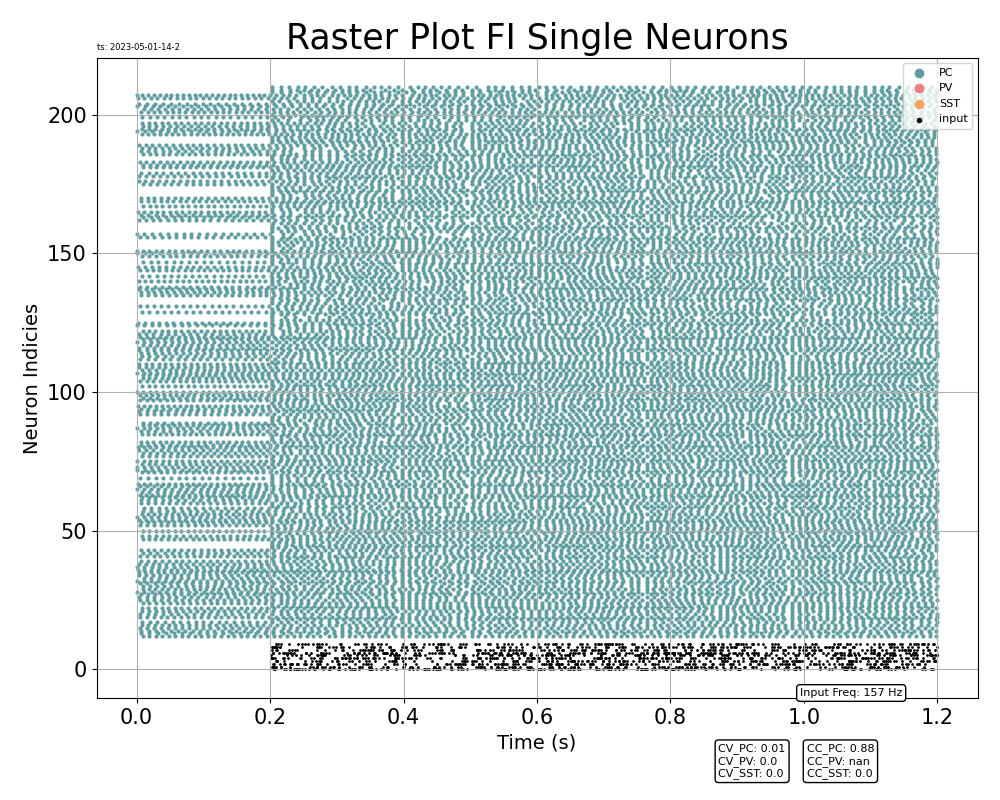 Raster Plot FI Single Neurons
ts: 2023-05-01-14-2
PC
PV
SST
input
200
150
100
50
0
Neuron Indicies
Input Freq: 157 Hz
0.0 0.2 0.4 0.6 0.8 1.0 1.2
Time (s)
CV_PC: 0.01
CV_PV: 0.0
CV_SST: 0.0
CC_PC: 0.88
CC_PV: nan
CC_SST: 0.0